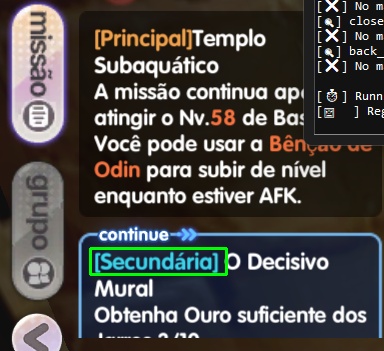 missão
grupo
[Principal]Templo
Subaquático
A missão continua
atingir o Nv.58 de
Você pode usar a Bênção de
Odin para subir de nível
enquanto estiver AFK.
continue
[Secundária] O Decisivo
Mural
Obtenha Ouro suficiente dos
[X] No m
[ ] close
[X] No m
[ ] back_
[X] No m
[ ] Runn
[ ] Reg